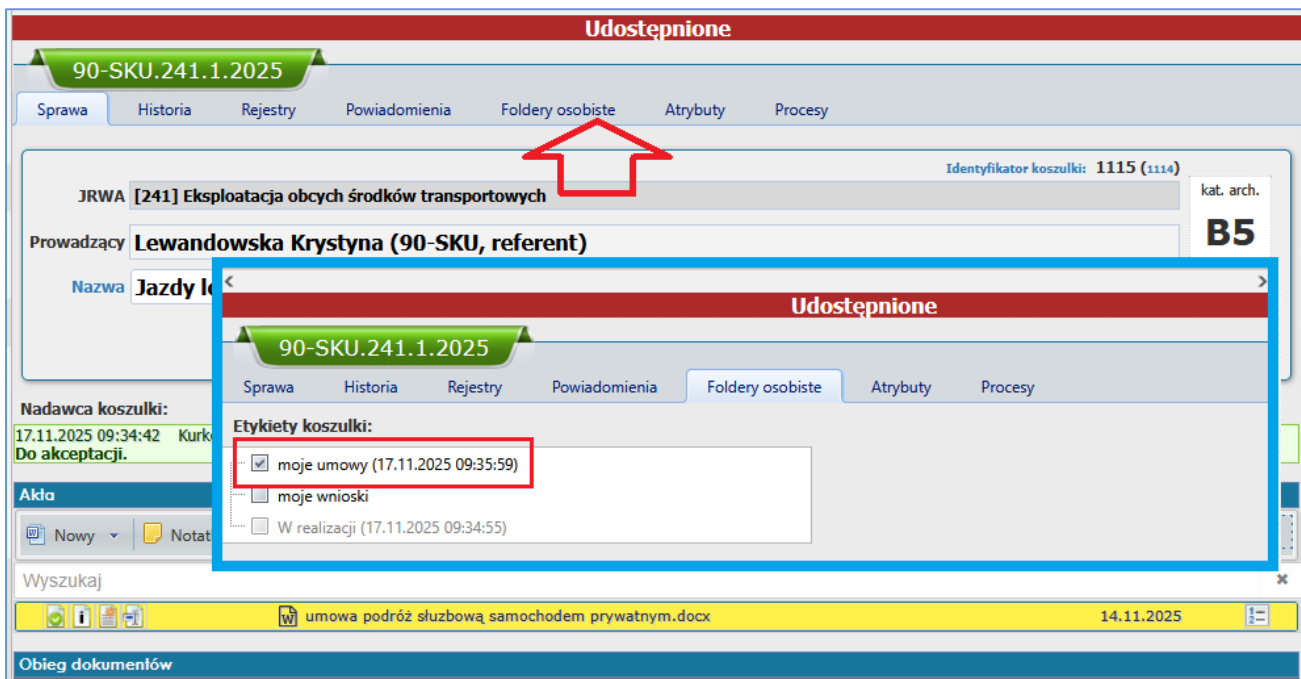 Udostępnione
90-SKU.241.1.2025
Sprawa Historia Rejestry Powiadomienia Foldery osobiste Atrybuty Procesy
Identyfikator koszulki: 1115 (1114)
JRWA [241] Eksploatacja obcych środków transportowych
kat. arch.
B5
Prowadzący Lewandowska Krystyna (90-SKU, referent)
Nazwa Jazdy
Udostępnione
90-SKU.241.1.2025
Sprawa Historia Rejestry Powiadomienia Foldery osobiste Atrybuty Procesy
Etykiety koszulki:
moje umowy (17.11.2025 09:35:59)
moje wnioski
W realizacji (17.11.2025 09:34:55)
Nadawca koszulki:
17.11.2025 09:34:42
Do akceptacji.
Akta
Nowy
Wyszukaj
umowa podróż słuzbową samochodem prywatnym.docx 14.11.2025
Obieg dokumentów